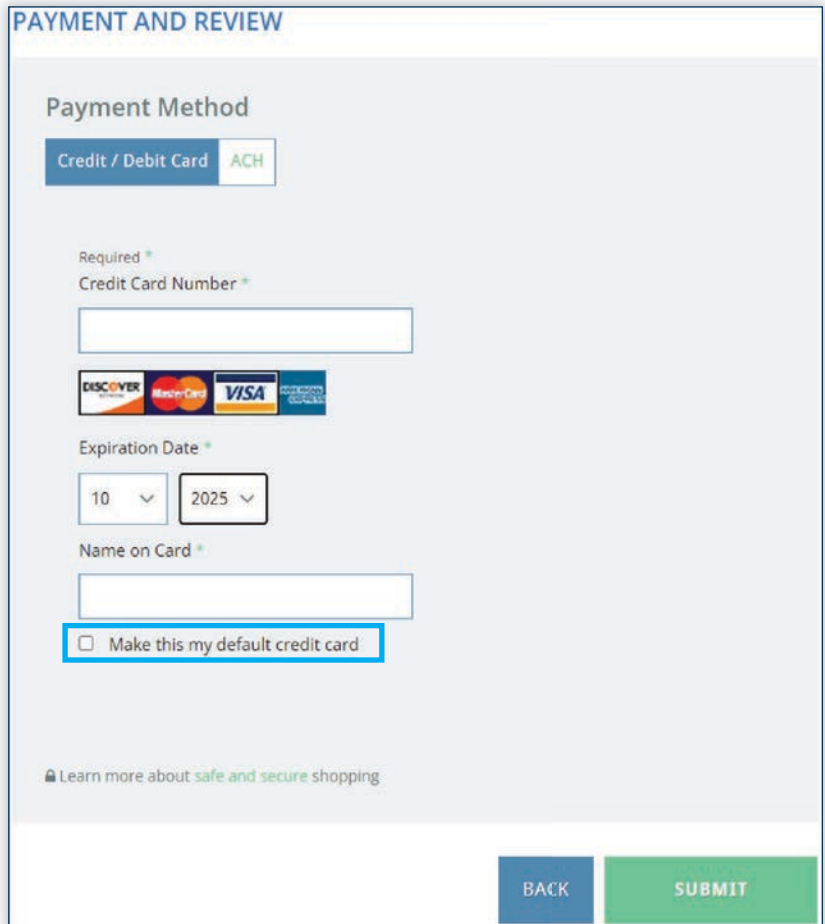 PAYMENT AND REVIEW
Payment Method
Credit / Debit Card ACH
Required *
Credit Card Number *
DISCOVER MasterCard VISA AMERICAN EXPRESS
Expiration Date *
10 2025
Name on Card *
Make this my default credit card
Learn more about safe and secure shopping
BACK SUBMIT